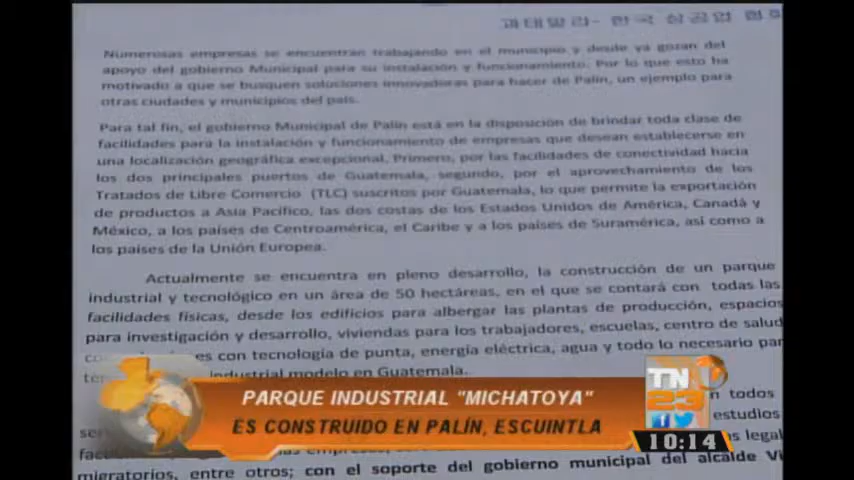 Numerosas empresas se encuentran trabajando en el municipio y desde ya gozan del
apoyo del gobierno Municipal para su instalación y funcionamiento. Por lo que esto ha
motivado a que se busquen soluciones innovadoras para hacer de Palín, un ejemplo para
otras ciudades y municipios del país.
Para tal fin, el gobierno Municipal de Palín está en la disposición de brindar toda clase de
facilidades para la instalación y funcionamiento de empresas que desean establecerse en
una localización geográfica excepcional. Primero, por las facilidades de conectividad hacia
los dos principales puertos de Guatemala, segundo, por el aprovechamiento de los
Tratados de Libre Comercio (TLC) suscritos por Guatemala, lo que permite la exportación
de productos a Asia Pacífico, las dos costas de los Estados Unidos de América, Canadá y
México, a los países de Centroamérica, el Caribe y a los países de Suramérica, así como a
los países de la Unión Europea.
Actualmente se encuentra en pleno desarrollo, la construcción de un parque
industrial y tecnológico en un área de 50 hectáreas, en el que se contará con todas las
facilidades físicas, desde los edificios para albergar las plantas de producción, espacios
para investigación y desarrollo, viviendas para los trabajadores, escuelas, centro de salud
es con tecnología de punta, energía eléctrica, agua y todo lo necesario par
industrial modelo en Guatemala.
n todos
estudios
legal
migratorios, entre otros; con el soporte del gobierno municipal del alcalde Vi
PARQUE INDUSTRIAL "MICHATOYA"
ES CONSTRUIDO EN PALÍN, ESCUINTLA
TN
23
10:14